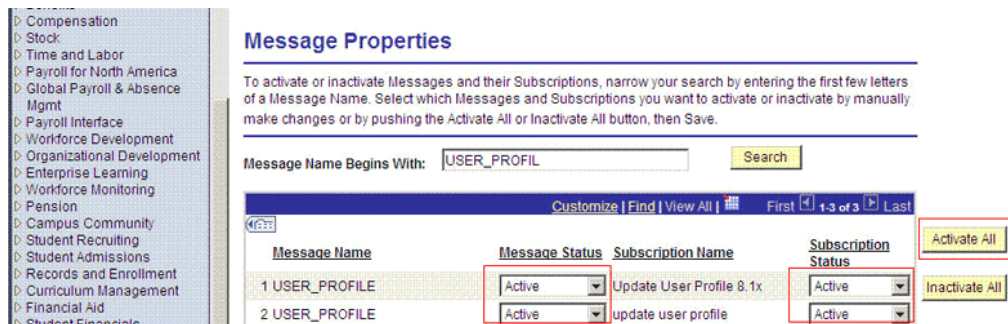 Benefits
Compensation
Stock
Time and Labor
Payroll for North America
Global Payroll & Absence
Mgmt
Payroll Interface
Workforce Development
Organizational Development
Enterprise Learning
Workforce Monitoring
Pension
Campus Community
Student Recruiting
Student Admissions
Records and Enrollment
Curriculum Management
Financial Aid
Student Financials
Message Properties
To activate or inactivate Messages and their Subscriptions, narrow your search by entering the first few letters
of a Message Name. Select which Messages and Subscriptions you want to activate or inactivate by manually
make changes or by pushing the Activate All or Inactivate All button, then Save.
Message Name Begins With: USER_PROFIL Search
Customize | Find | View All | First 1-3 of 3 Last
Message Name Message Status Subscription Name Subscription Status
1 USER_PROFILE Active Update User Profile 8.1x Active
2 USER_PROFILE Active update user profile Active
Activate All
Inactivate All